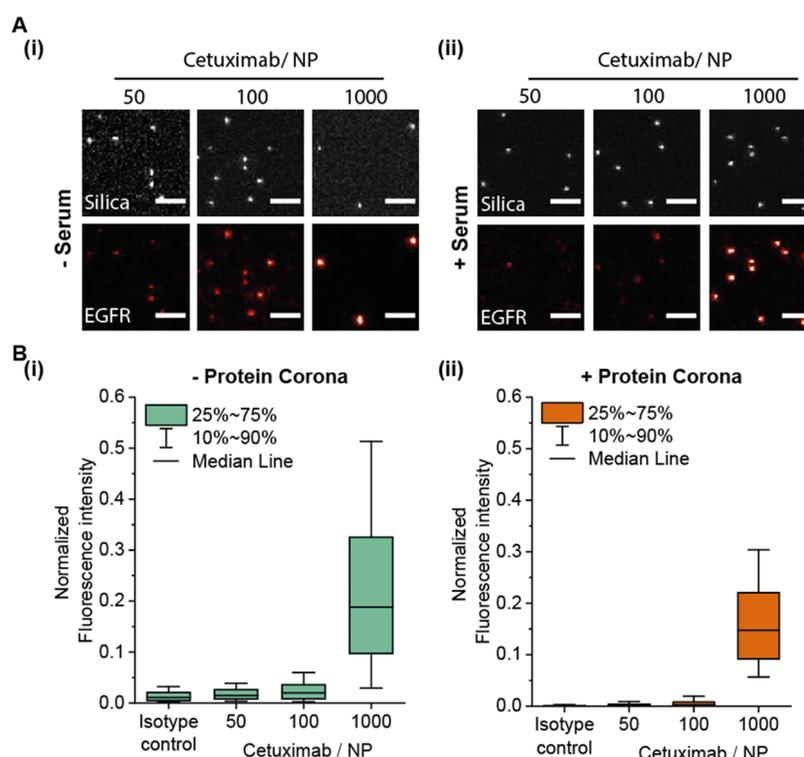 A
(i)
Cetuximab/ NP
50 100 1000
- Serum
Silica
EGFR
(ii)
Cetuximab/ NP
50 100 1000
+ Serum
Silica
EGFR
B
(i)
- Protein Corona
0.6
0.5
0.4
0.3
0.2
0.1
0.0
Normalized
Fluorescence intensity
25%~75%
10%~90%
Median Line
Isotype
control
50 100 1000
Cetuximab / NP
(ii)
+ Protein Corona
0.6
0.5
0.4
0.3
0.2
0.1
0.0
Normalized
Fluorescence intensity
25%~75%
10%~90%
Median Line
Isotype
control
50 100 1000
Cetuximab / NP